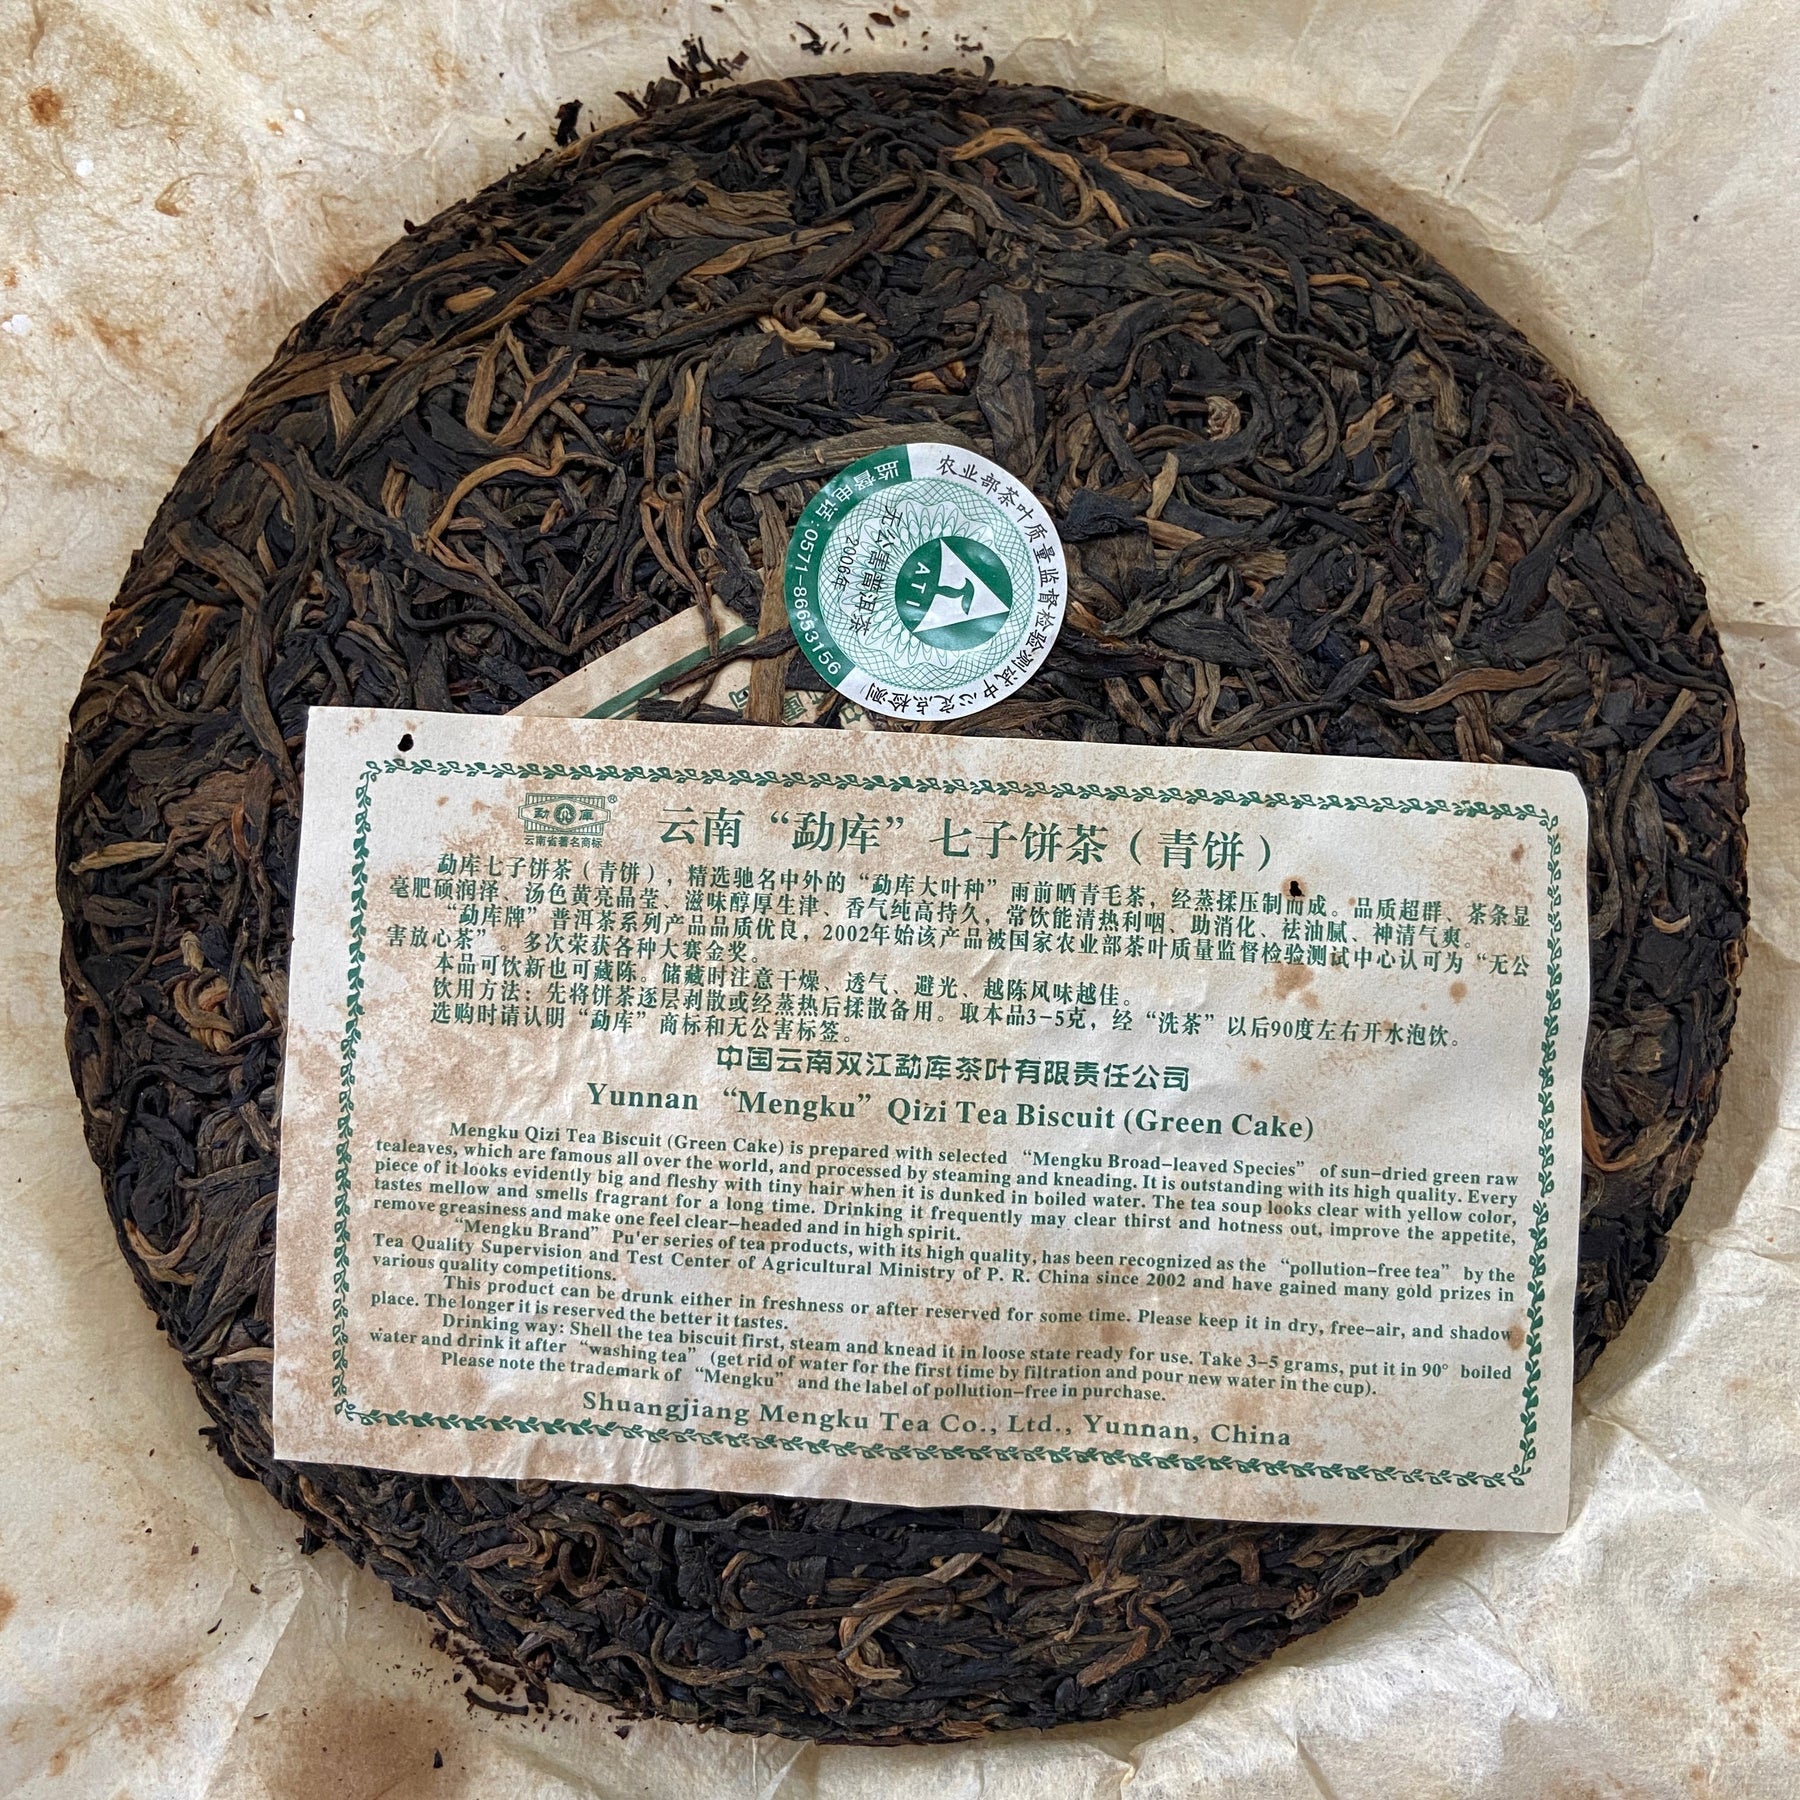 农业部茶叶质量监督检验测试中心定点检测
监督电话:0571-86653156
无公害普洱茶
2006年
ATI
勐库
®
云南省著名商标
云南“勐库”七子饼茶(青饼)
勐库七子饼茶(青饼),精选驰名中外的“勐库大叶种”雨前晒青毛茶,经蒸揉压制而成。品质超群、茶条显
毫肥硕润泽、汤色黄亮晶莹、滋味醇厚生津、香气纯高持久,常饮能清热利咽、助消化、祛油腻、神清气爽。
“勐库牌”普洱茶系列产品品质优良,2002年始该产品被国家农业部茶叶质量监督检验测试中心认可为“无公
害放心茶”。多次荣获各种大赛金奖。
本品可饮新也可藏陈。储藏时注意干燥、透气、避光、越陈风味越佳。
饮用方法:先将饼茶逐层剥散或经蒸热后揉散备用。取本品3-5克,经“洗茶”以后90度左右开水泡饮。
选购时请认明“勐库”商标和无公害标签。
中国云南双江勐库茶叶有限责任公司
Yunnan “Mengku” Qizi Tea Biscuit (Green Cake)
Mengku Qizi Tea Biscuit (Green Cake) is prepared with selected “Mengku Broad-leaved Species” of sun-dried green raw
tealeaves, which are famous all over the world, and processed by steaming and kneading. It is outstanding with its high quality. Every
piece of it looks evidently big and fleshy with tiny hair when it is dunked in boiled water. The tea soup looks clear with yellow color,
tastes mellow and smells fragrant for a long time. Drinking it frequently may clear thirst and hotness out, improve the appetite,
remove greasiness and make one feel clear-headed and in high spirit.
“Mengku Brand” Pu'er series of tea products, with its high quality, has been recognized as the “pollution-free tea” by the
Tea Quality Supervision and Test Center of Agricultural Ministry of P. R. China since 2002 and have gained many gold prizes in
various quality competitions.
This product can be drunk either in freshness or after reserved for some time. Please keep it in dry, free-air, and shadow
place. The longer it is reserved the better it tastes.
Drinking way: Shell the tea biscuit first, steam and knead it in loose state ready for use. Take 3-5 grams, put it in 90° boiled
water and drink it after “washing tea” (get rid of water for the first time by filtration and pour new water in the cup).
Please note the trademark of “Mengku” and the label of pollution-free in purchase.
Shuangjiang Mengku Tea Co., Ltd., Yunnan, China